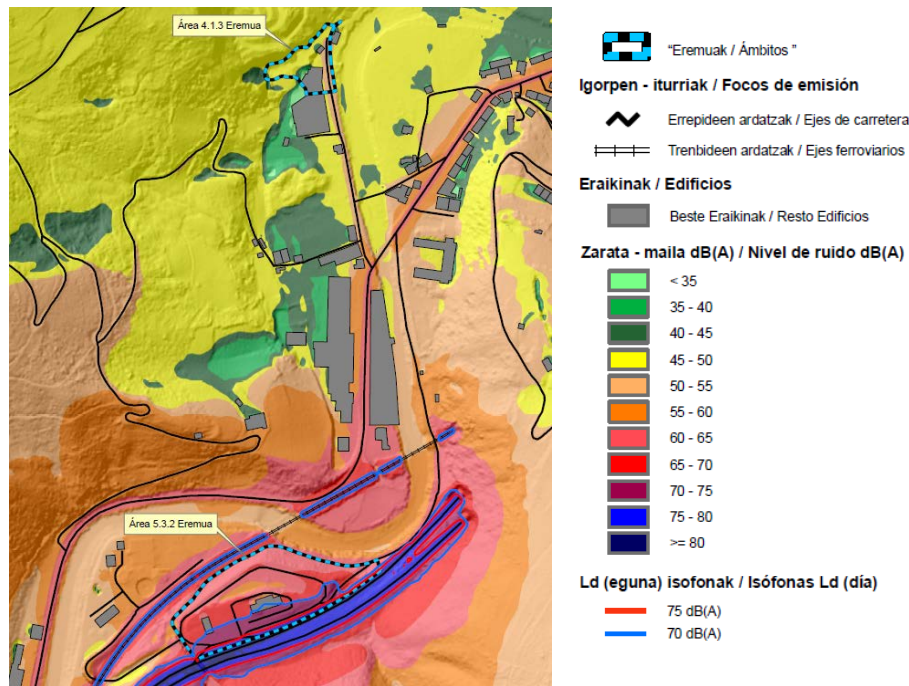 Área 4.1.3 Eremua
Área 5.3.2 Eremua
“Eremuak / Ámbitos ”
Igorpen - iturriak / Focos de emisión
Errepideen ardatzak / Ejes de carretera
Trenbideen ardatzak / Ejes ferroviarios
Eraikinak / Edificios
Beste Eraikinak / Resto Edificios
Zarata - maila dB(A) / Nivel de ruido dB(A)
< 35
35 - 40
40 - 45
45 - 50
50 - 55
55 - 60
60 - 65
65 - 70
70 - 75
75 - 80
>= 80
Ld (eguna) isofonak / Isófonas Ld (día)
75 dB(A)
70 dB(A)